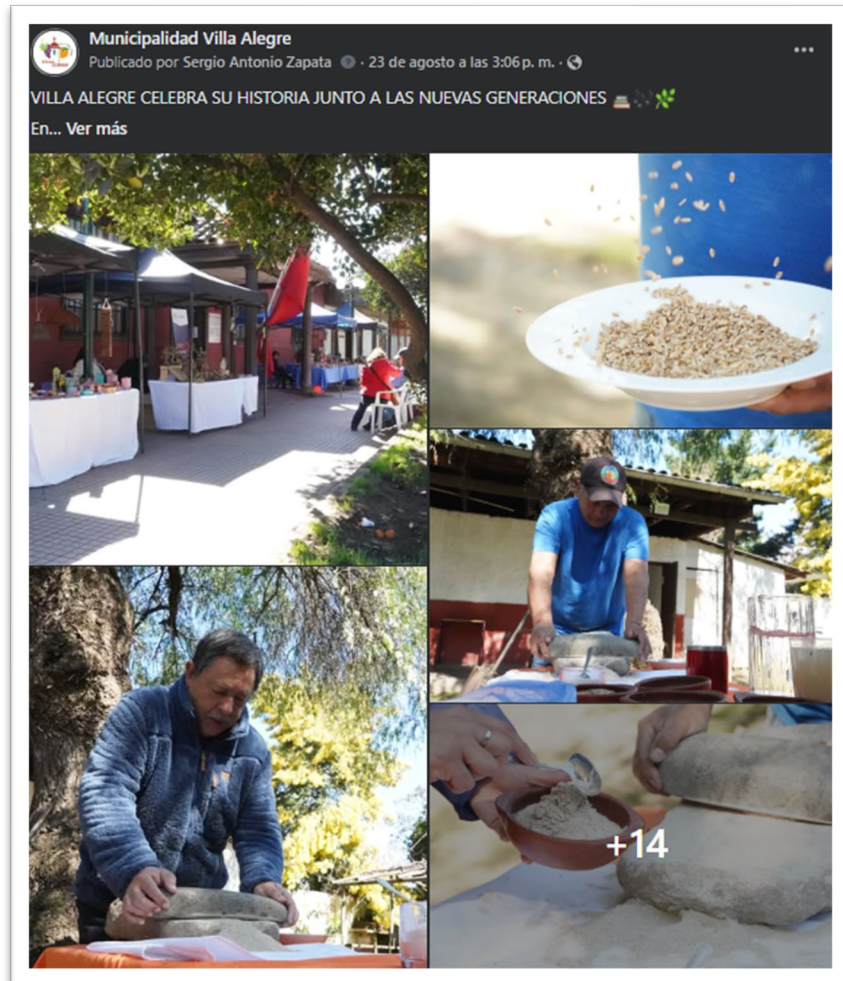 Municipalidad Villa Alegre
Publicado por Sergio Antonio Zapata · 23 de agosto a las 3:06 p. m. ·
VILLA ALEGRE CELEBRA SU HISTORIA JUNTO A LAS NUEVAS GENERACIONES
En... Ver más
+14